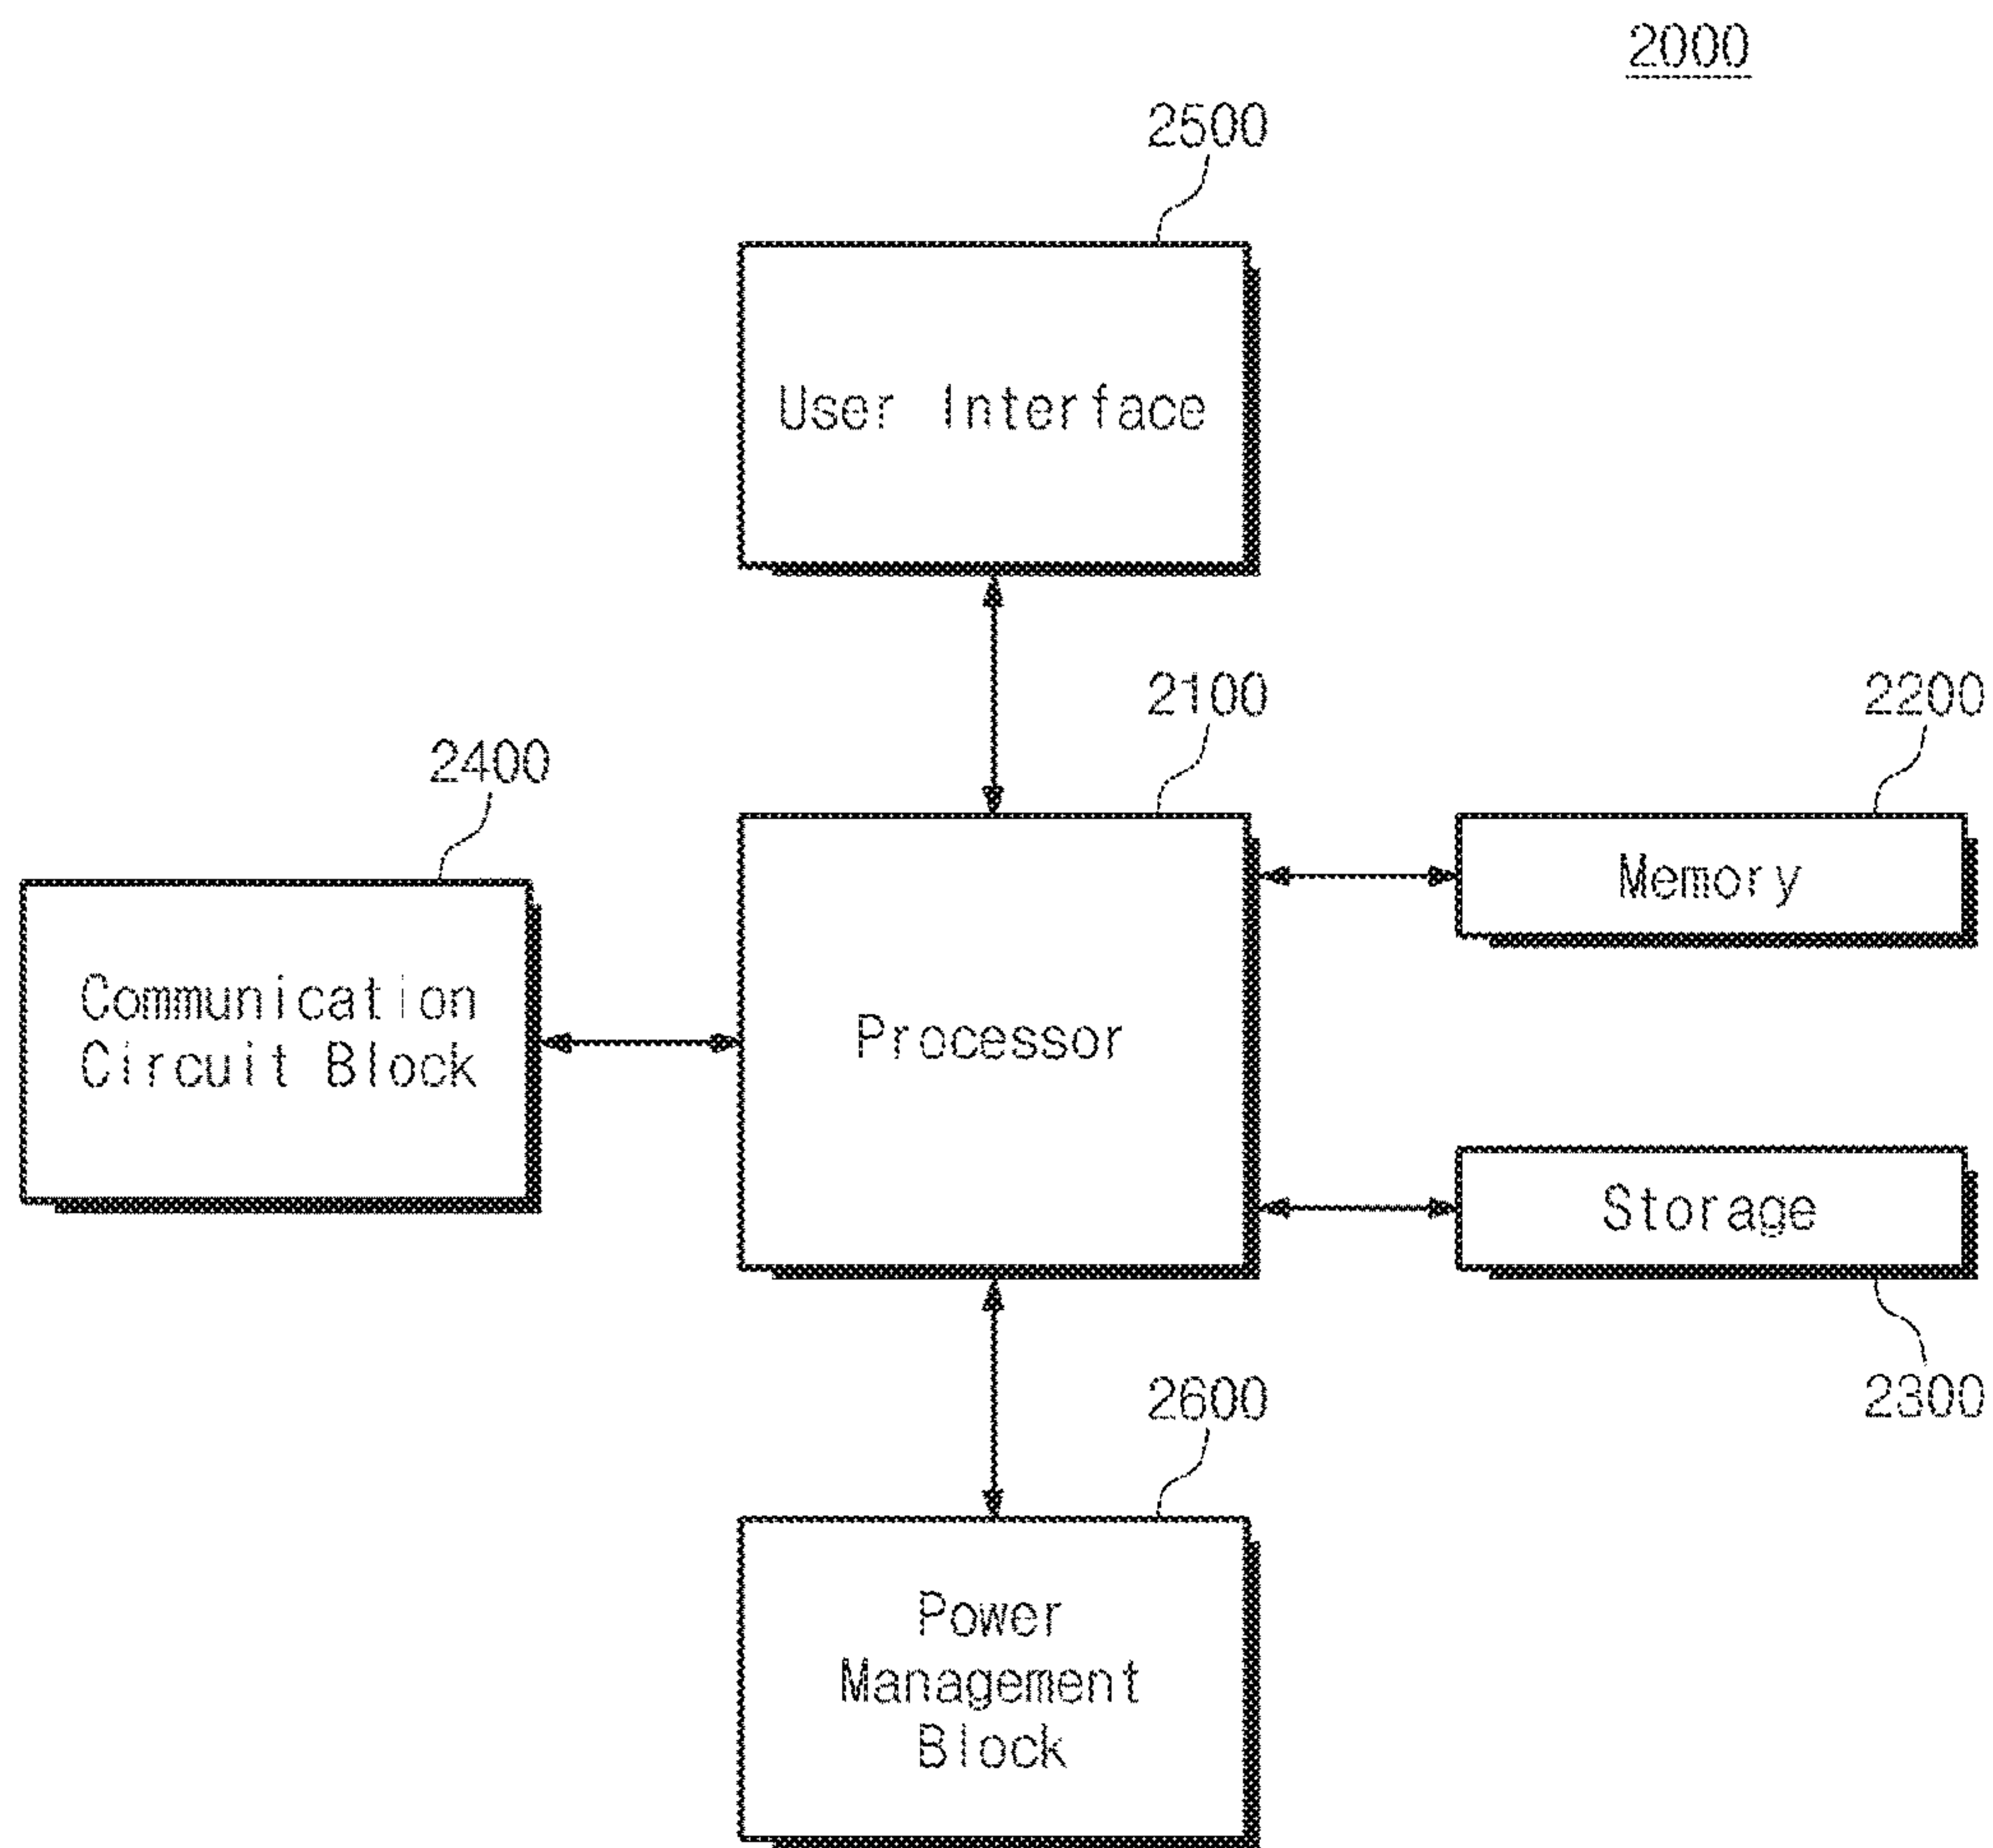 2000
2500
User Interface
2100
2200
2400
Memory
Communication
Circuit Block
Processor
Storage
2600
2300
Power
Management
Block